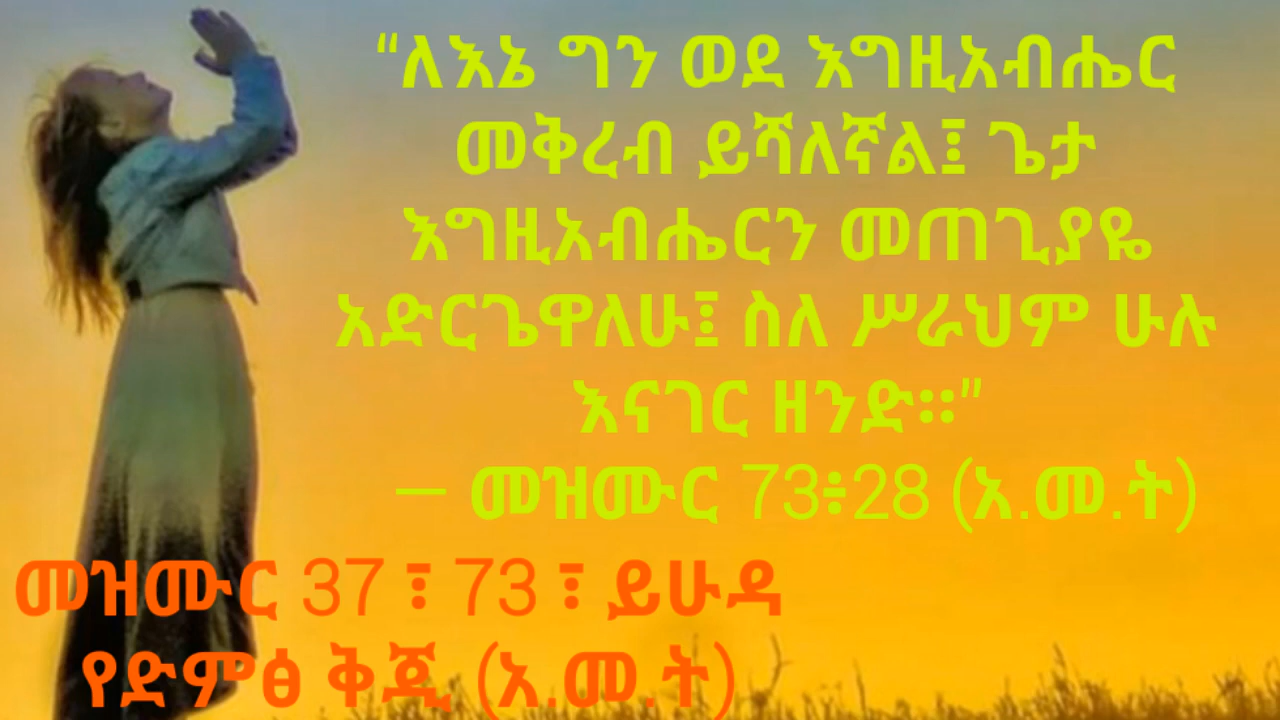 “ለእኔ ግን ወደ እግዚአብሔር
መቅረብ ይሻለኛል፤ ጌታ
እግዚአብሔርን መጠጊያዬ
አድርጌዋለሁ፤ ስለ ሥራህም ሁሉ
እናገር ዘንድ።”
— መዝሙር 73፥28 (አ.መ.ት)
መዝሙር 37 ፣ 73 ፣ ይሁዳ
የድምፅ ቅጂ (አ.መ.ት)